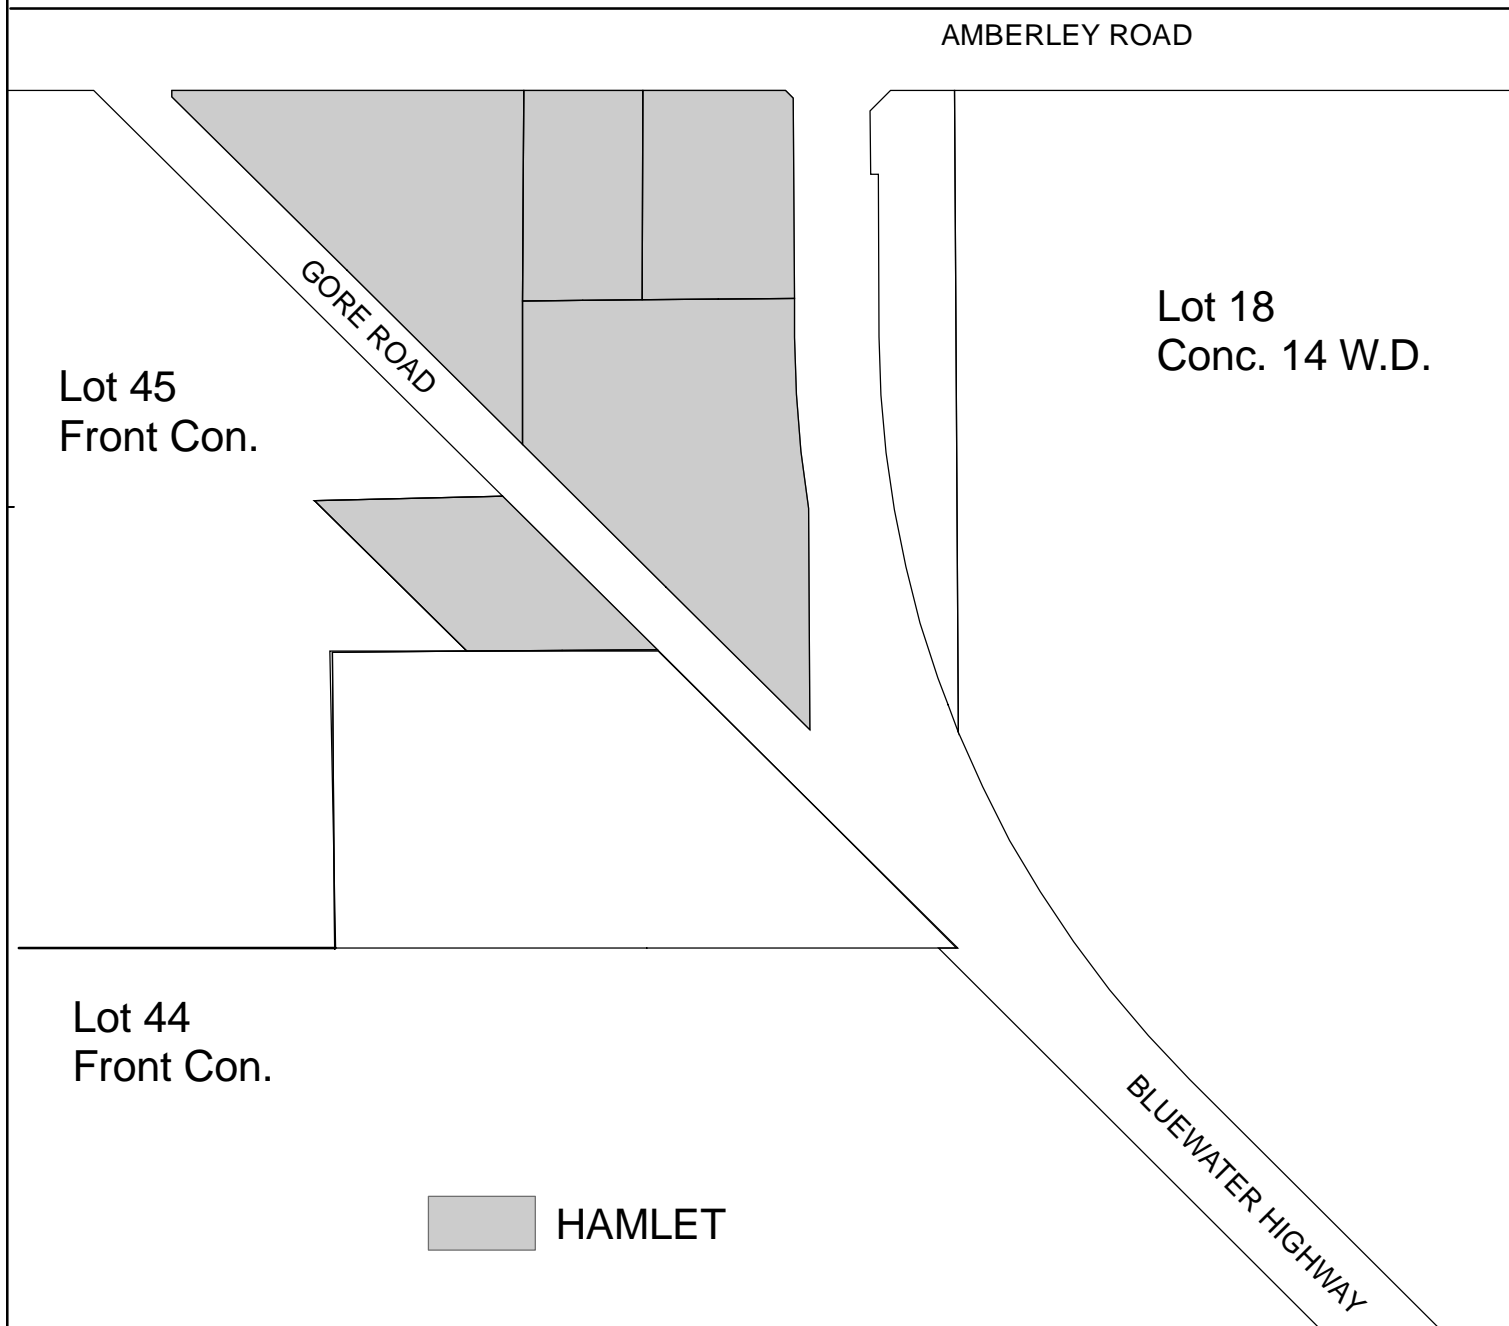 AMBERLEY ROAD
GORE ROAD
Lot 18
Conc. 14 W.D.
Lot 45
Front Con.
Lot 44
Front Con.
BLUEWATER HIGHWAY
HAMLET